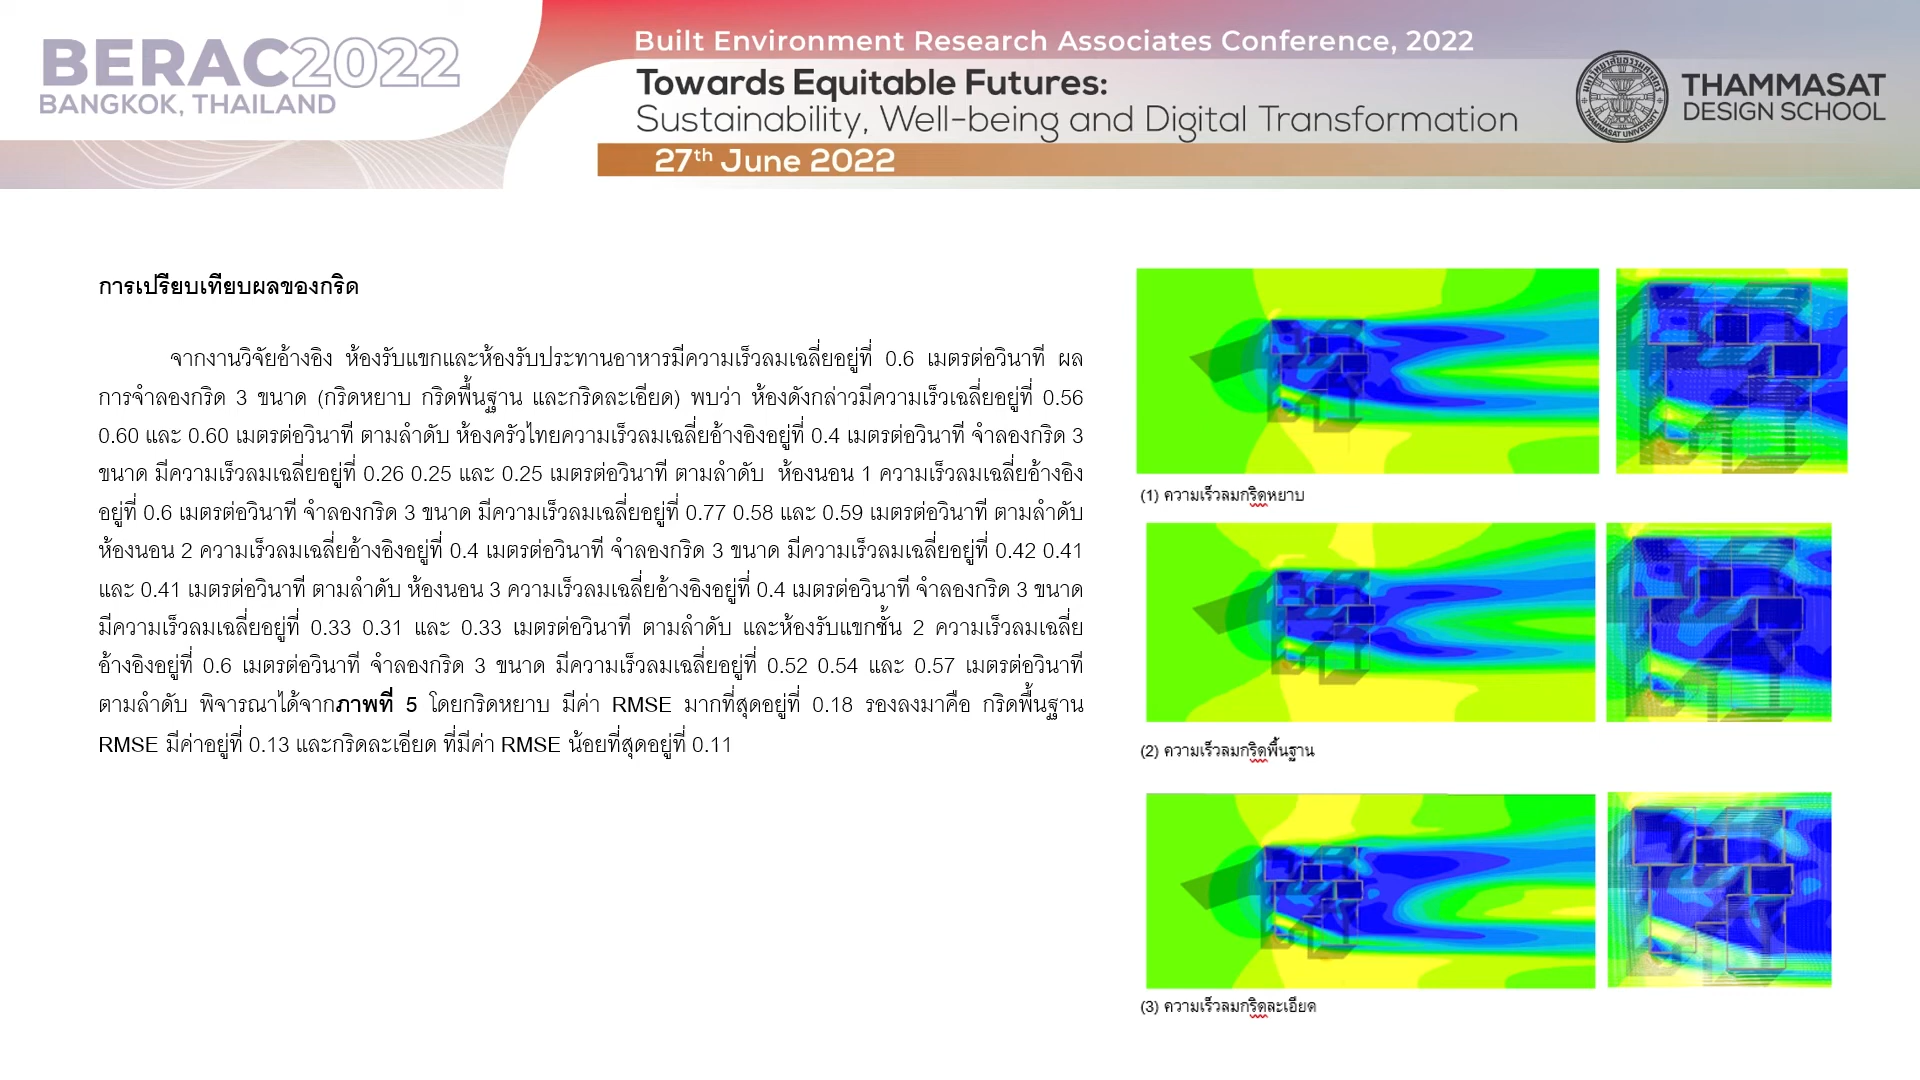 BERAC2022
BANGKOK, THAILAND
Built Environment Research Associates Conference, 2022
Towards Equitable Futures:
Sustainability, Well-being and Digital Transformation
27th June 2022
THAMMASAT
DESIGN SCHOOL
การเปรียบเทียบผลของกริด
จากงานวิจัยอ้างอิง ห้องรับแขกและห้องรับประทานอาหารมีความเร็วลมเฉลี่ยอยู่ที่ 0.6 เมตรต่อวินาที ผล
การจำลองกริด 3 ขนาด (กริดหยาบ กริดพื้นฐาน และกริดละเอียด) พบว่า ห้องดังกล่าวมีความเร็วเฉลี่ยอยู่ที่ 0.56
0.60 และ 0.60 เมตรต่อวินาที ตามลำดับ ห้องครัวไทยความเร็วลมเฉลี่ยอ้างอิงอยู่ที่ 0.4 เมตรต่อวินาที จำลองกริด 3
ขนาด มีความเร็วลมเฉลี่ยอยู่ที่ 0.26 0.25 และ 0.25 เมตรต่อวินาที ตามลำดับ ห้องนอน 1 ความเร็วลมเฉลี่ยอ้างอิง
อยู่ที่ 0.6 เมตรต่อวินาที จำลองกริด 3 ขนาด มีความเร็วลมเฉลี่ยอยู่ที่ 0.77 0.58 และ 0.59 เมตรต่อวินาที ตามลำดับ
ห้องนอน 2 ความเร็วลมเฉลี่ยอ้างอิงอยู่ที่ 0.4 เมตรต่อวินาที จำลองกริด 3 ขนาด มีความเร็วลมเฉลี่ยอยู่ที่ 0.42 0.41
และ 0.41 เมตรต่อวินาที ตามลำดับ ห้องนอน 3 ความเร็วลมเฉลี่ยอ้างอิงอยู่ที่ 0.4 เมตรต่อวินาที จำลองกริด 3 ขนาด
มีความเร็วลมเฉลี่ยอยู่ที่ 0.33 0.31 และ 0.33 เมตรต่อวินาที ตามลำดับ และห้องรับแขกชั้น 2 ความเร็วลมเฉลี่ย
อ้างอิงอยู่ที่ 0.6 เมตรต่อวินาที จำลองกริด 3 ขนาด มีความเร็วลมเฉลี่ยอยู่ที่ 0.52 0.54 และ 0.57 เมตรต่อวินาที
ตามลำดับ พิจารณาได้จากภาพที่ 5 โดยกริดหยาบ มีค่า RMSE มากที่สุดอยู่ที่ 0.18 รองลงมาคือ กริดพื้นฐาน
RMSE มีค่าอยู่ที่ 0.13 และกริดละเอียด ที่มีค่า RMSE น้อยที่สุดอยู่ที่ 0.11
(1) ความเร็วลมกริดหยาบ
(2) ความเร็วลมกริดพื้นฐาน
(3) ความเร็วลมกริดละเอียด